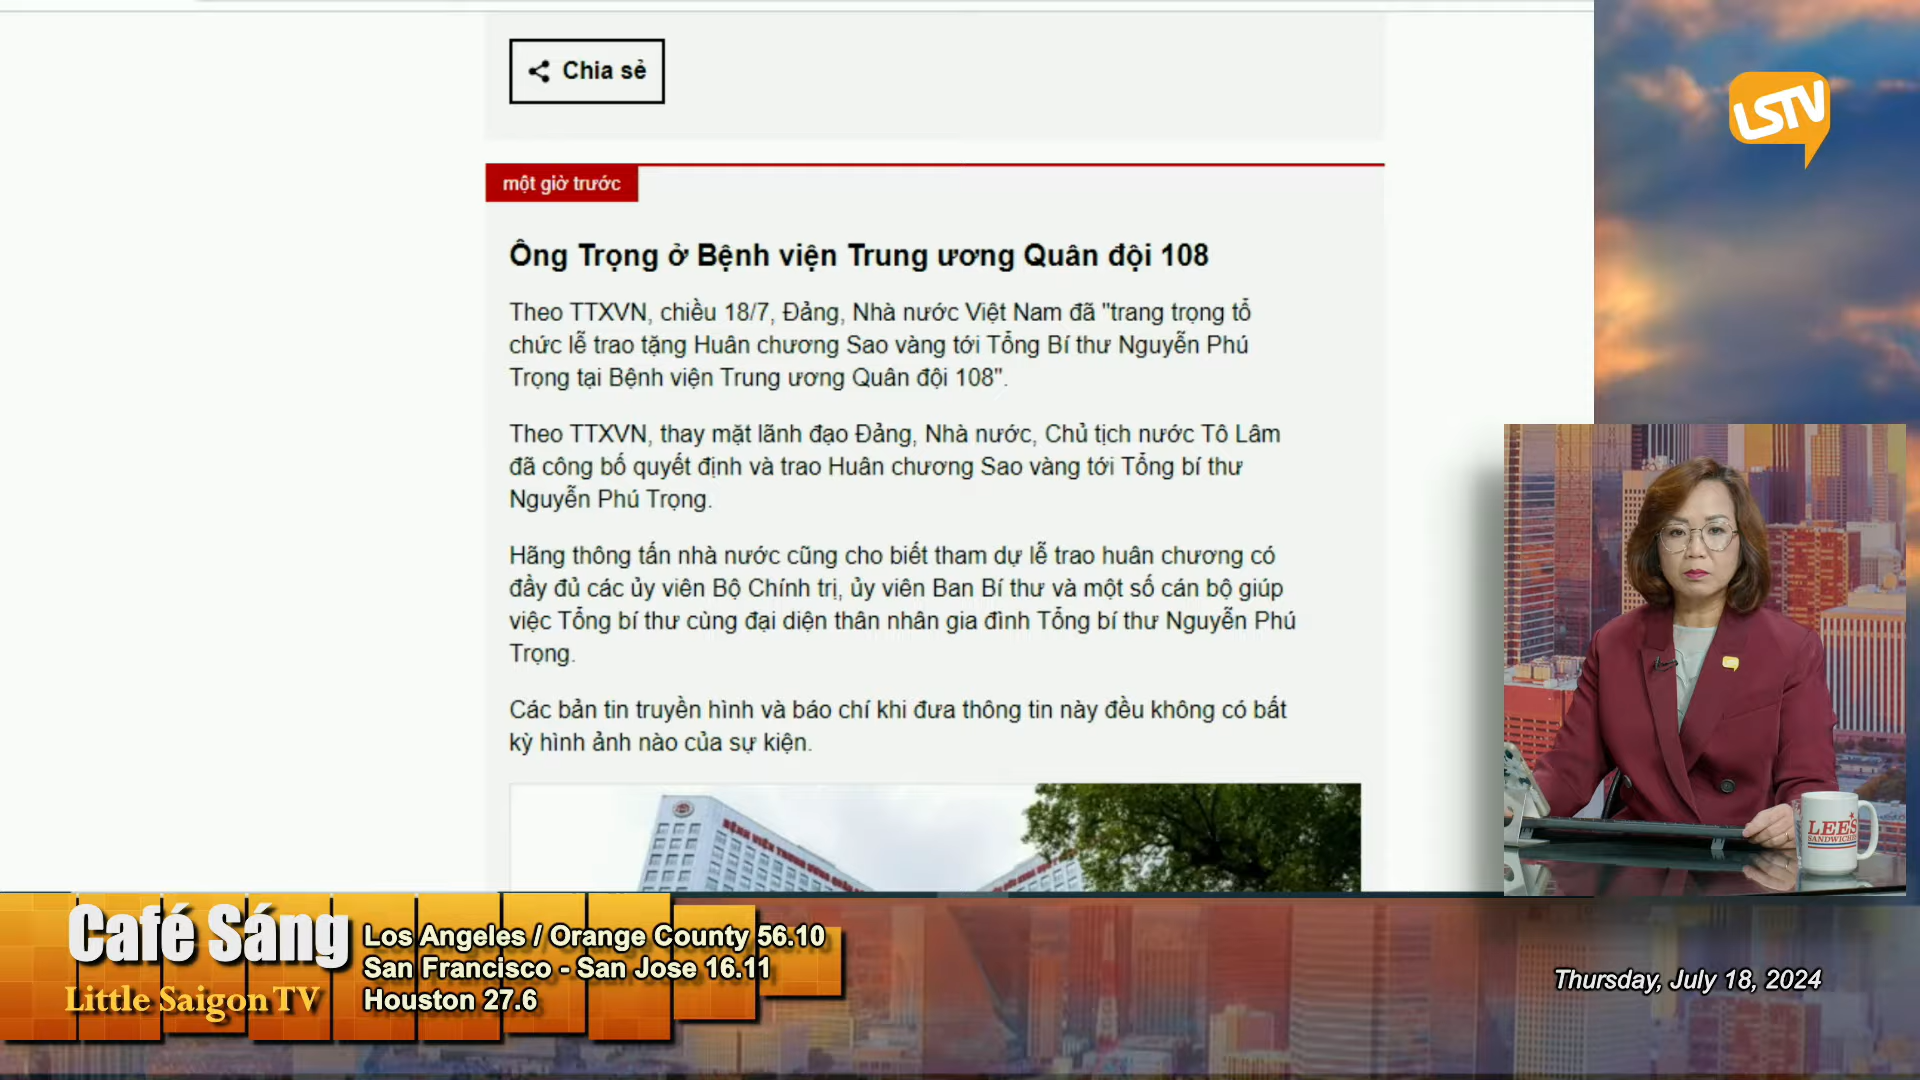 Chia sẻ
LSTV
một giờ trước
Ông Trọng ở Bệnh viện Trung ương Quân đội 108
Theo TTXVN, chiều 18/7, Đảng, Nhà nước Việt Nam đã "trang trọng tổ
chức lễ trao tặng Huân chương Sao vàng tới Tổng Bí thư Nguyễn Phú
Trọng tại Bệnh viện Trung ương Quân đội 108".
Theo TTXVN, thay mặt lãnh đạo Đảng, Nhà nước, Chủ tịch nước Tô Lâm
đã công bố quyết định và trao Huân chương Sao vàng tới Tổng bí thư
Nguyễn Phú Trọng.
Hãng thông tấn nhà nước cũng cho biết tham dự lễ trao huân chương có
đầy đủ các ủy viên Bộ Chính trị, ủy viên Ban Bí thư và một số cán bộ giúp
việc Tổng bí thư cùng đại diện thân nhân gia đình Tổng bí thư Nguyễn Phú
Trọng.
Các bản tin truyền hình và báo chí khi đưa thông tin này đều không có bất
kỳ hình ảnh nào của sự kiện.
BỆNH VIỆN TRUNG ƯƠNG
LEE'S
SANDWICHES
Café Sáng
Little Saigon TV
Los Angeles / Orange County 56.10
San Francisco - San Jose 16.11
Houston 27.6
Thursday, July 18, 2024